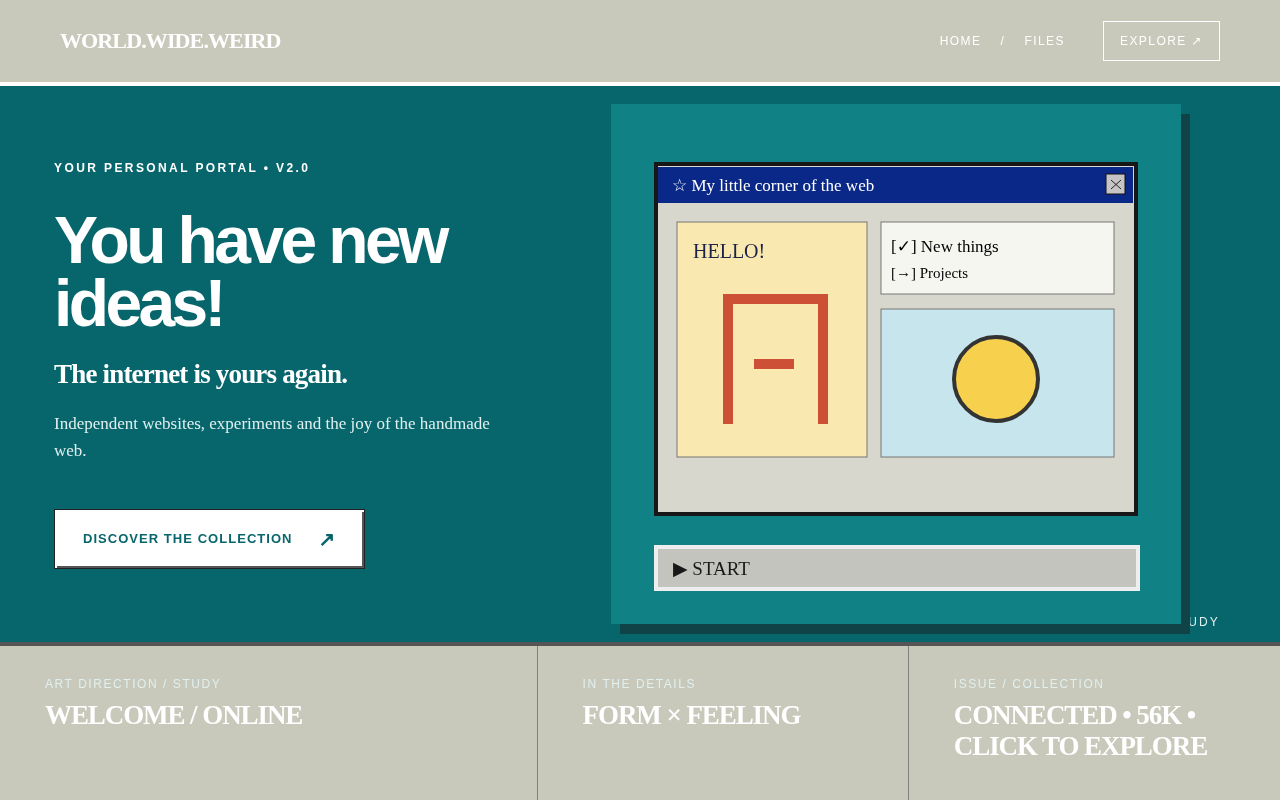 WORLD.WIDE.WEIRD
HOME / FILES EXPLORE ↗
YOUR PERSONAL PORTAL • V2.0
You have new
ideas!
The internet is yours again.
Independent websites, experiments and the joy of the handmade
web.
DISCOVER THE COLLECTION ↗
☆ My little corner of the web
HELLO!
[✓] New things
[→] Projects
▶ START
ART DIRECTION / STUDY
WELCOME / ONLINE
IN THE DETAILS
FORM × FEELING
ISSUE / COLLECTION
CONNECTED • 56K •
CLICK TO EXPLORE